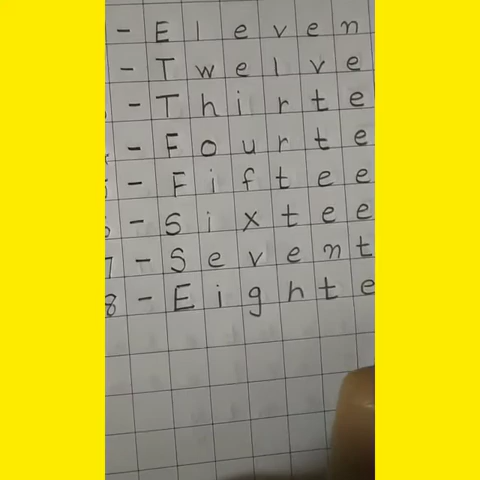 - Eleven
- Twelve
- Thirte
- Fourte
- Fiftee
- Sixtee
7 - Sevent
8 - Eighte